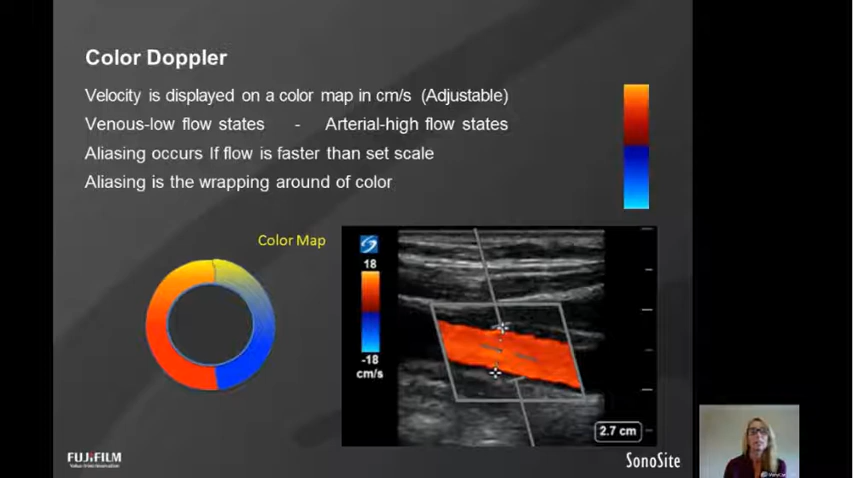 Color Doppler
Velocity is displayed on a color map in cm/s (Adjustable)
Venous-low flow states - Arterial-high flow states
Aliasing occurs If flow is faster than set scale
Aliasing is the wrapping around of color
Color Map
18
-18
cm/s
2.7 cm
FUJIFILM
Value from Innovation
SonoSite